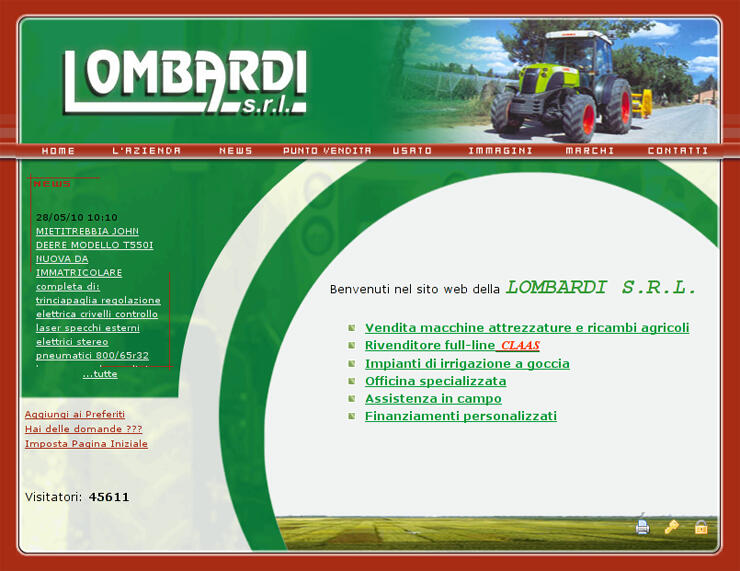 LOMBARDI
s.r.l.
HOME L'AZIENDA NEWS PUNTO VENDITA USATO IMMAGINI MARCHI CONTATTI
NEWS
28/05/10 10:10
MIETITREBBIA JOHN
DEERE MODELLO T550I
NUOVA DA
IMMATRICOLARE
completa di:
trinciapaglia regolazione
elettrica crivelli controllo
laser specchi esterni
elettrici stereo
pneumatici 800/65r32
...tutte
Aggiungi ai Preferiti
Hai delle domande ???
Imposta Pagina Iniziale
Visitatori: 45611
Benvenuti nel sito web della LOMBARDI S.R.L.
Vendita macchine attrezzature e ricambi agricoli
Rivenditore full-line CLAAS
Impianti di irrigazione a goccia
Officina specializzata
Assistenza in campo
Finanziamenti personalizzati